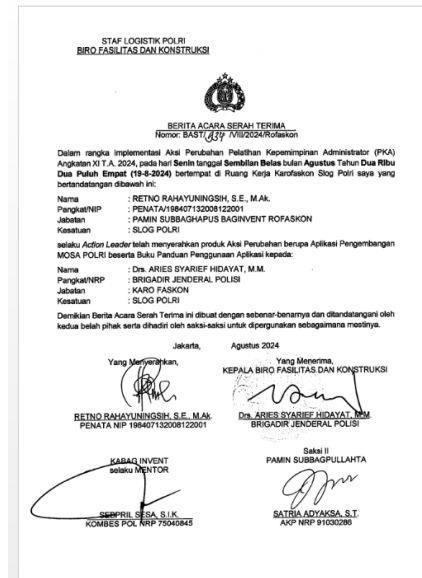 STAF LOGISTIK POLRI
BIRO FASILITAS DAN KONSTRUKSI
BERITA ACARA SERAH TERIMA
Nomor: BAST/ /VIII/2024/Rofaskon
Dalam rangka implementasi Aksi Perubahan Pelatihan Kepemimpinan Administrator (PKA)
Angkatan XI T.A. 2024, pada hari Senin tanggal Sembilan Belas bulan Agustus Tahun Dua Ribu
Dua Puluh Empat (19-8-2024) bertempat di Ruang Kerja Karofaskon Slog Polri saya yang
bertandatangan dibawah ini:
Nama : RETNO RAHAYUNINGSIH, S.E., M.Ak.
Pangkat/NIP : PENATA/198407132008122001
Jabatan : PAMIN SUBBAGHAPUS BAGINVENT ROFASKON
Kesatuan : SLOG POLRI
selaku Action Leader telah menyerahkan produk Aksi Perubahan berupa Aplikasi Pengembangan
MOSA POLRI beserta Buku Panduan Penggunaan Aplikasi kepada:
Nama : Drs. ARIES SYARIEF HIDAYAT, M.M.
Pangkat/NRP : BRIGADIR JENDERAL POLISI
Jabatan : KARO FASKON
Kesatuan : SLOG POLRI
Demikian Berita Acara Serah Terima ini dibuat dengan sebenar-benarnya dan ditandatangani oleh
kedua belah pihak serta dihadiri oleh saksi-saksi untuk dipergunakan sebagaimana mestinya.
Jakarta, Agustus 2024
Yang Menyerahkan,
RETNO RAHAYUNINGSIH, S.E., M.Ak.
PENATA NIP 198407132008122001
Yang Menerima,
KEPALA BIRO FASILITAS DAN KONSTRUKSI
Drs. ARIES SYARIEF HIDAYAT, M.M.
BRIGADIR JENDERAL POLISI
KABAG INVENT
selaku MENTOR
SEBPRIL SESA, S.I.K.
KOMBES POL NRP 75040845
Saksi II
PAMIN SUBBAGPULLAHTA
SATRIA ADYAKSA, S.T.
AKP NRP 91030286